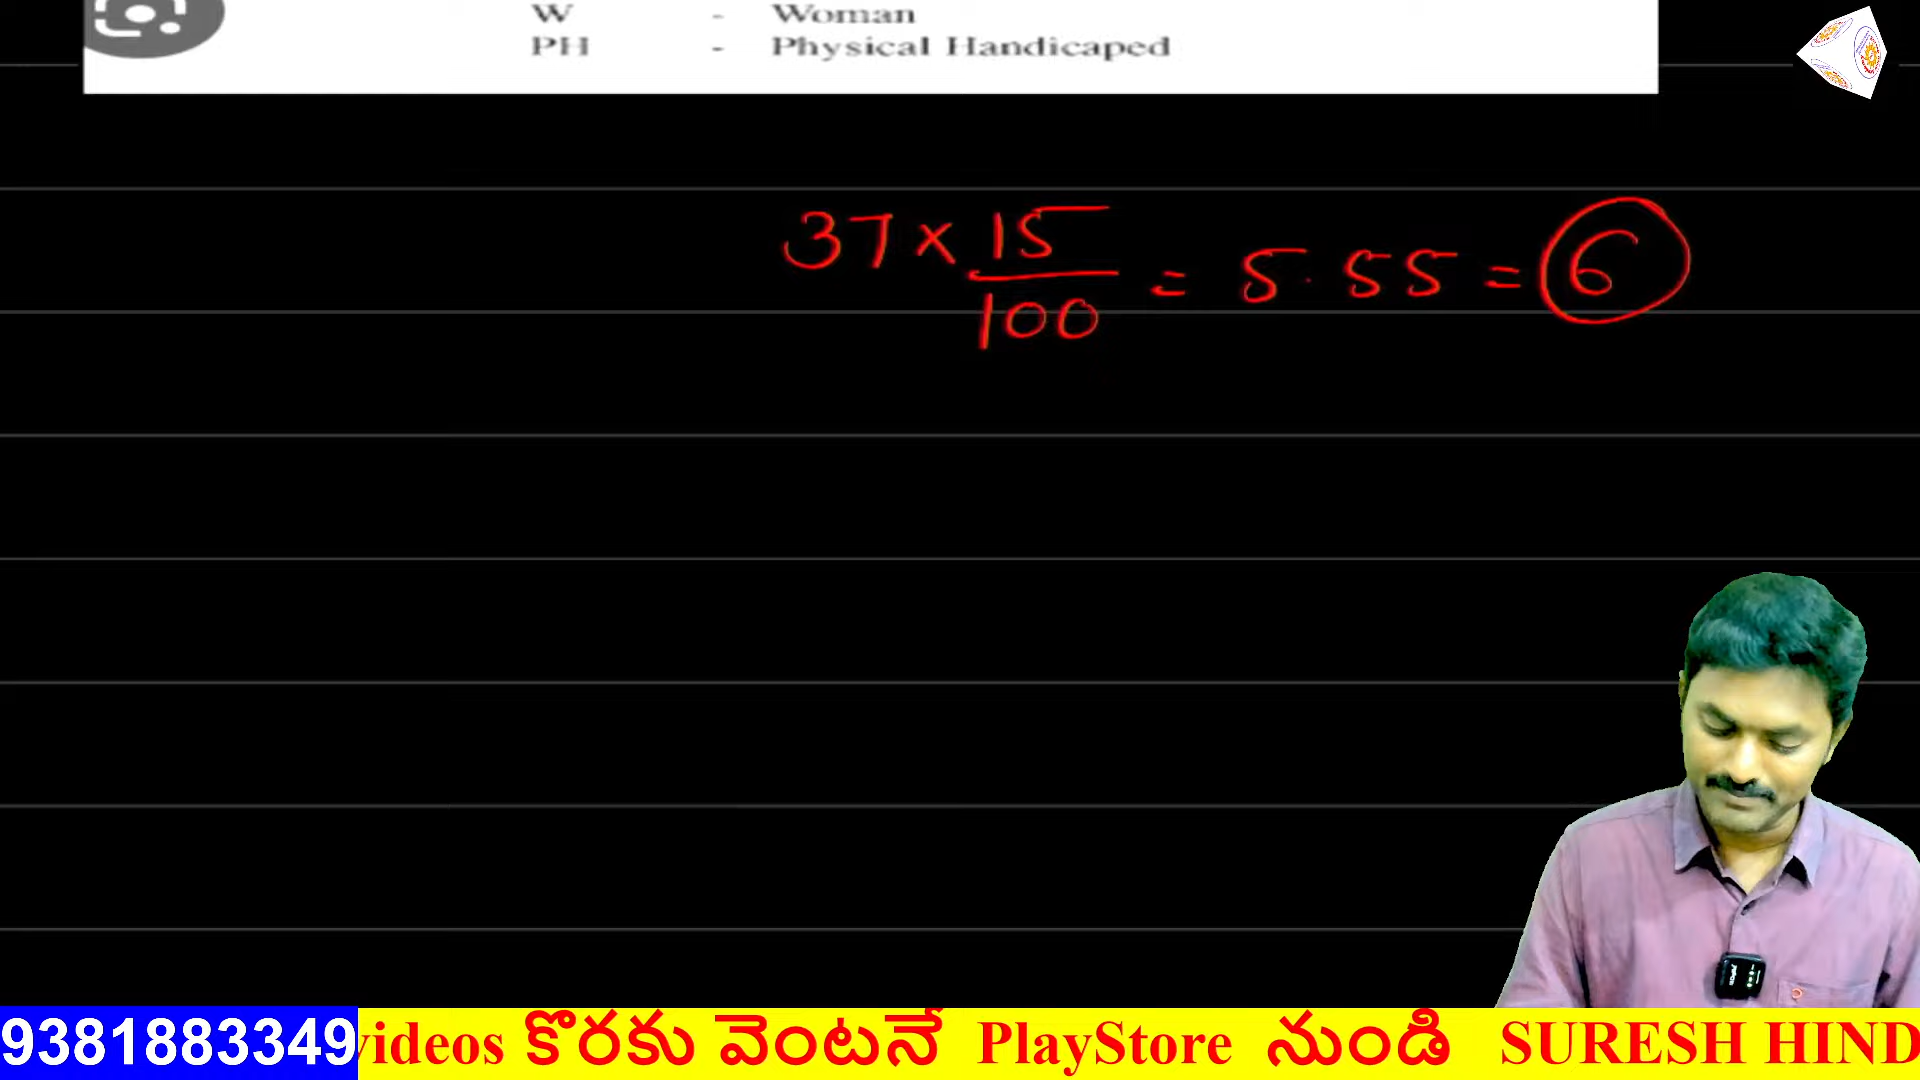 W - Woman
PH - Physical Handicaped
37 × 15/100 = 5.55 = 6
9381883349 videos కొరకు వెంటనే PlayStore నుండి SURESH HIND